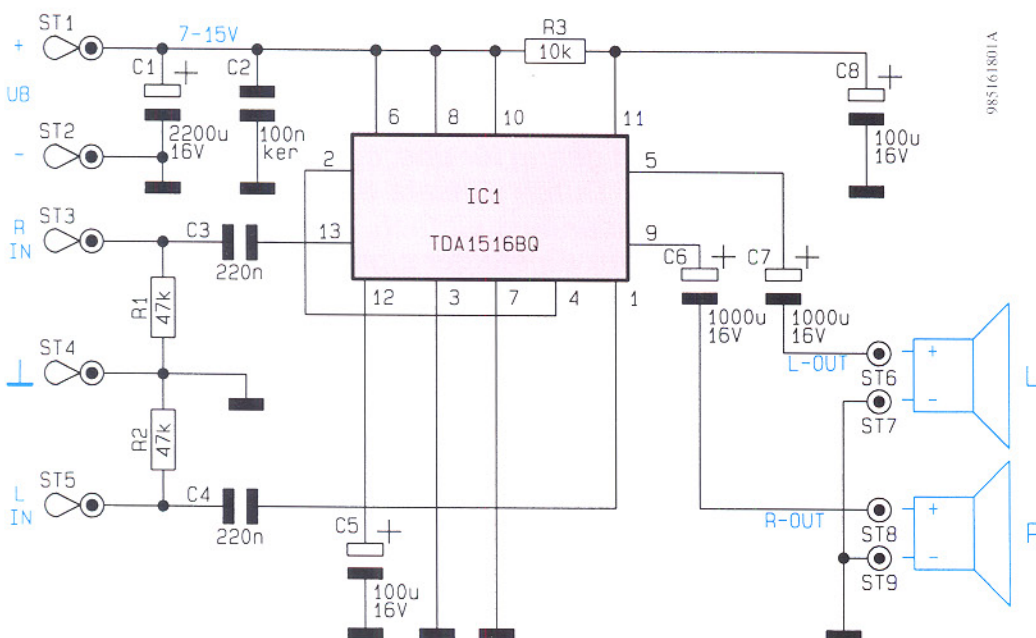 ST1
+
7-15V
R3
10k
C1
+
C2
C8
+
UB
2200u
16V
100n
ker
6
8
10
11
100u
16V
985161801A
ST2
-
2
5
IC1
TDA1516BQ
ST3
R
IN
C3
220n
13
9
C6
+
C7
+
12
3
7
4
1
R1
47k
1000u
16V
1000u
16V
ST4
L-OUT
ST6
+
L
-
ST7
R2
47k
ST5
L
IN
C4
220n
C5
+
R-OUT
ST8
+
-
ST9
100u
16V